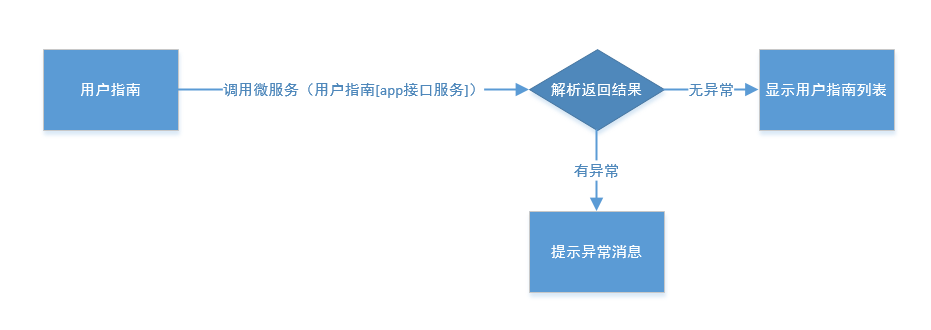 用户指南
调用微服务（用户指南[app接口服务]）
解析返回结果
无异常
显示用户指南列表
有异常
提示异常消息